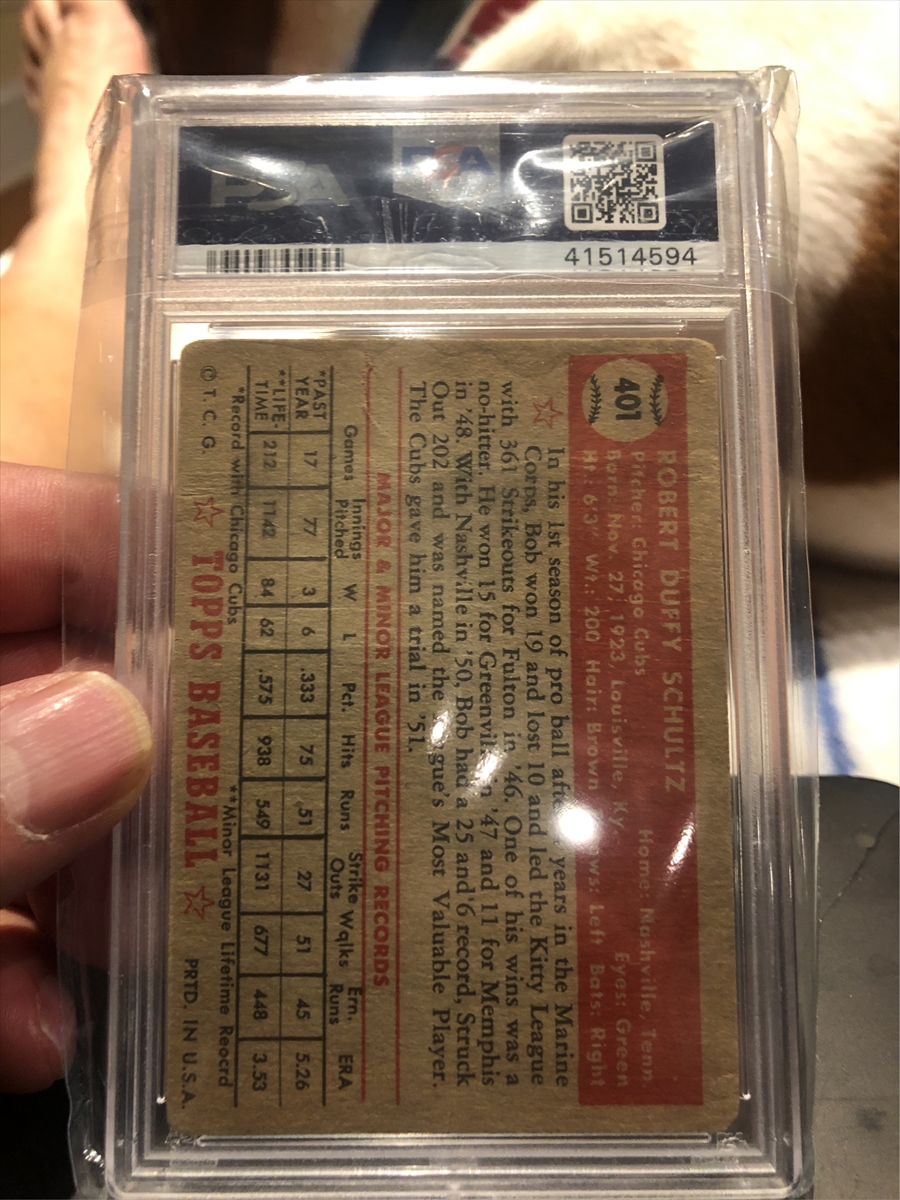 PSA
PSA
41514594
401
ROBERT DUFFY SCHULTZ
Pitcher: Chicago Cubs Home: Nashville, Tenn.
Born: Nov. 27, 1923, Louisville, Ky. Eyes: Green
Ht.: 6'3" Wt.: 200 Hair: Brown Left Bats: Right
In his 1st season of pro ball years in the Marine
Corps, Bob won 19 and lost 10 and led the Kitty League
with 361 Strikeouts for Fulton in '46. One of his wins was a
no-hitter. He won 15 for in '47 and 11 for Memphis
in '48. With Nashville in '50, Bob had a 25 and 6 record, Struck
Out 202 and was named the Most Valuable Player.
The Cubs gave him a trial in '51.
MAJOR & MINOR LEAGUE PITCHING RECORDS
Games Innings Pitched W L Pct. Hits Runs Strike Outs Walks Ern. Runs ERA
*PAST YEAR 17 77 3 6 .333 75 51 27 51 45 5.26
**LIFE-TIME 212 1142 84 62 .575 938 549 1131 677 448 3.53
*Record with Chicago Cubs **Minor League Lifetime Reocrd
© T. C. G. TOPPS BASEBALL PRTD. IN U.S.A.